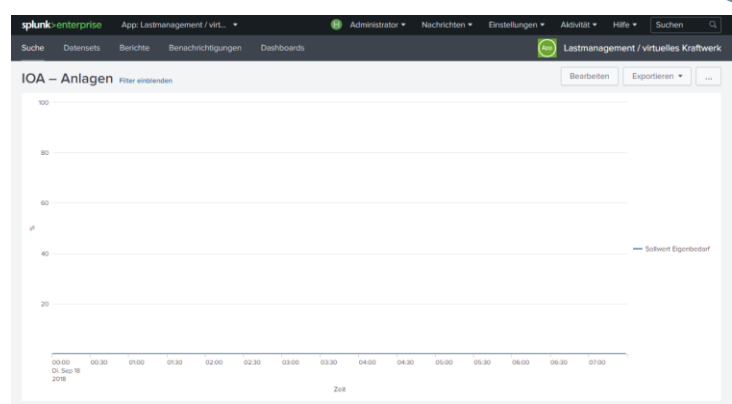 splunk>enterprise App: Lastmanagement / virt... H Administrator Nachrichten Einstellungen Aktivität Hilfe Suchen
Suche Datensets Berichte Benachrichtigungen Dashboards App Lastmanagement / virtuelles Kraftwerk
IOA – Anlagen Filter einblenden Bearbeiten Exportieren ...
100
80
60
%
40
Sollwert Eigenbedarf
20
00:00 00:30 01:00 01:30 02:00 02:30 03:00 03:30 04:00 04:30 05:00 05:30 06:00 06:30 07:00
Di. Sep 18
2018
Zeit